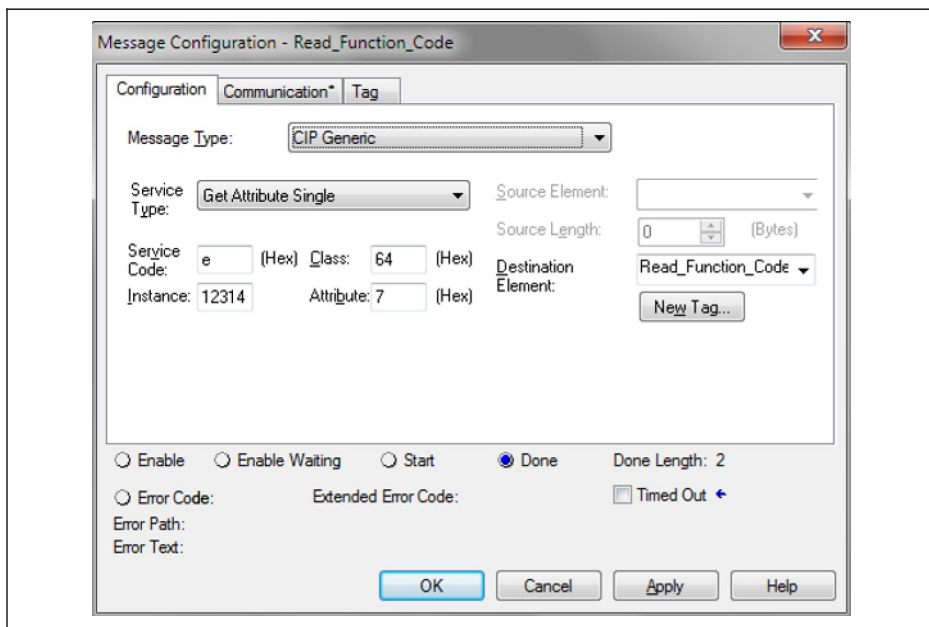 Message Configuration - Read_Function_Code
Configuration Communication* Tag
Message Type: CIP Generic
Service Type: Get Attribute Single
Source Element:
Source Length: 0 (Bytes)
Service Code: e (Hex) Class: 64 (Hex)
Destination Element: Read_Function_Code
Instance: 12314 Attribute: 7 (Hex)
New Tag...
Enable Enable Waiting Start Done Done Length: 2
Error Code: Extended Error Code: Timed Out
Error Path:
Error Text:
OK Cancel Apply Help